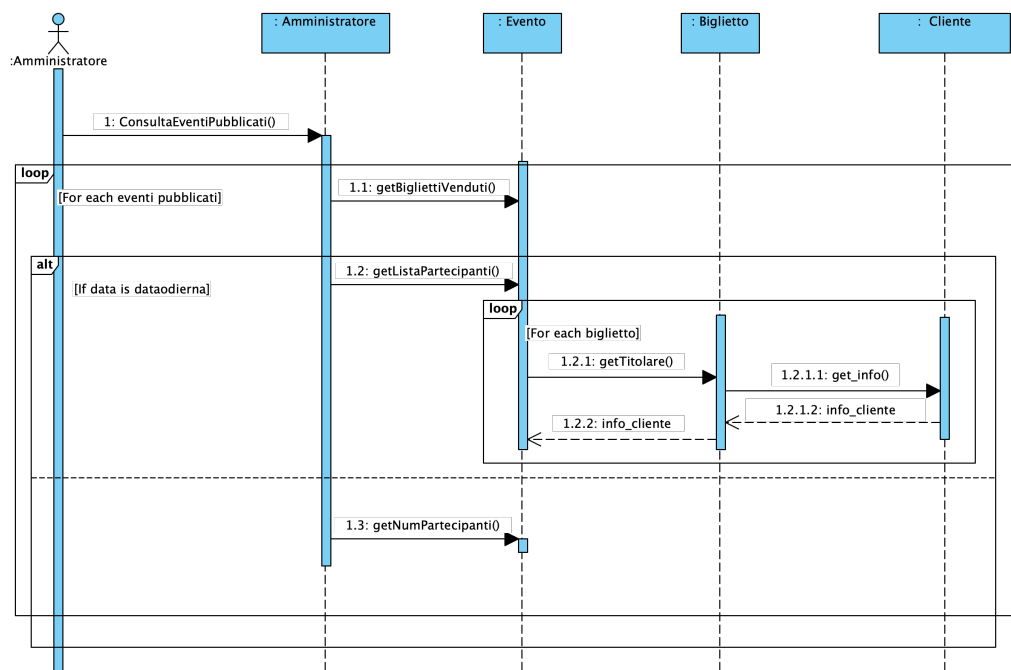 : Amministratore
: Evento
: Biglietto
: Cliente
:Amministratore
1: ConsultaEventiPubblicati()
loop
[For each eventi pubblicati]
1.1: getBigliettiVenduti()
alt
[If data is dataodierna]
1.2: getListaPartecipanti()
loop
[For each biglietto]
1.2.1: getTitolare()
1.2.1.1: get_info()
1.2.1.2: info_cliente
1.2.2: info_cliente
1.3: getNumPartecipanti()